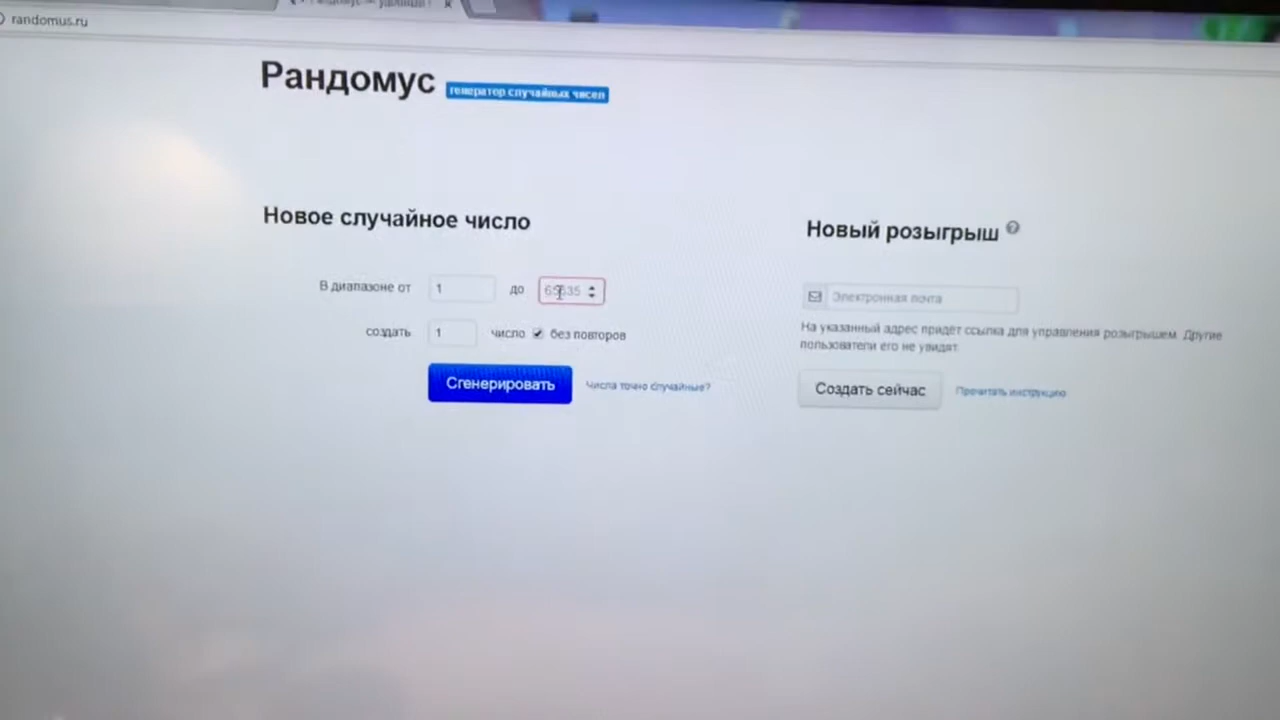 randomus.ru
Рандомус генератор случайных чисел
Новое случайное число
В диапазоне от 1 до 65535
создать 1 число без повторов
Сгенерировать Числа точно случайные?
Новый розыгрыш ?
Электронная почта
На указанный адрес придёт ссылка для управления розыгрышем. Другие
пользователи его не увидят.
Создать сейчас Прочитать инструкцию